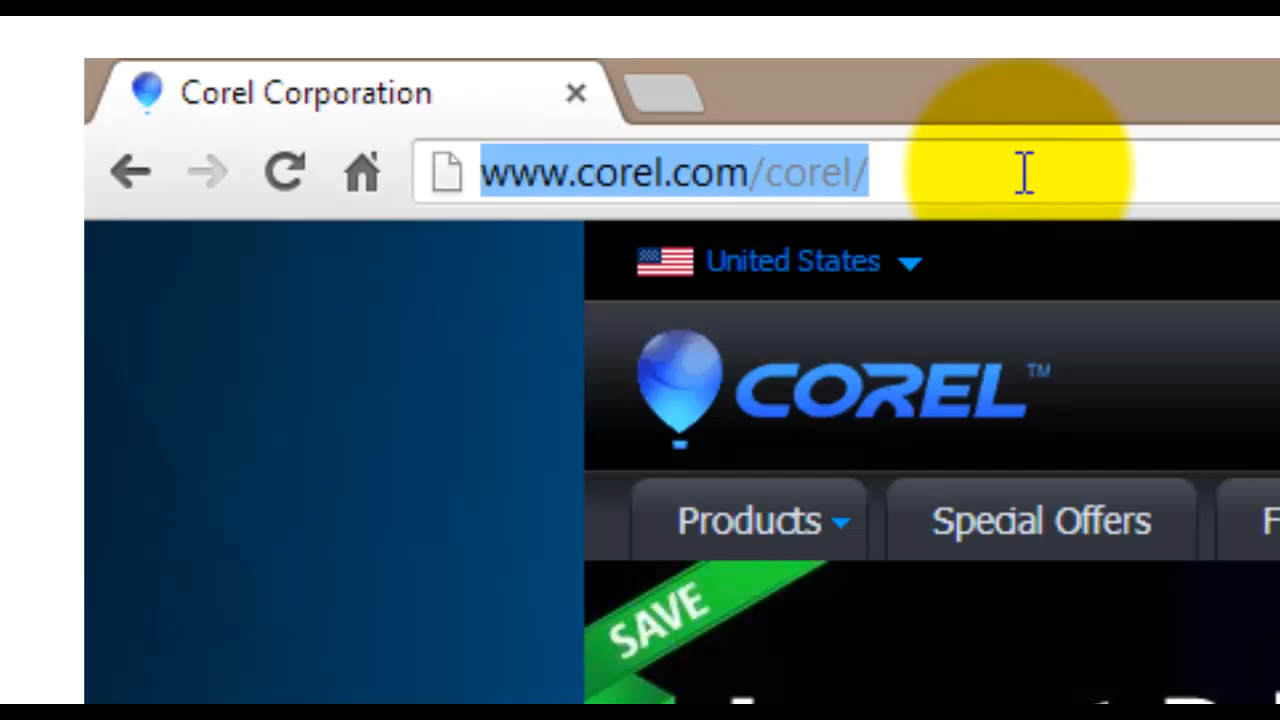 Corel Corporation
www.corel.com/corel/
United States
COREL™
Products
Special Offers
SAVE